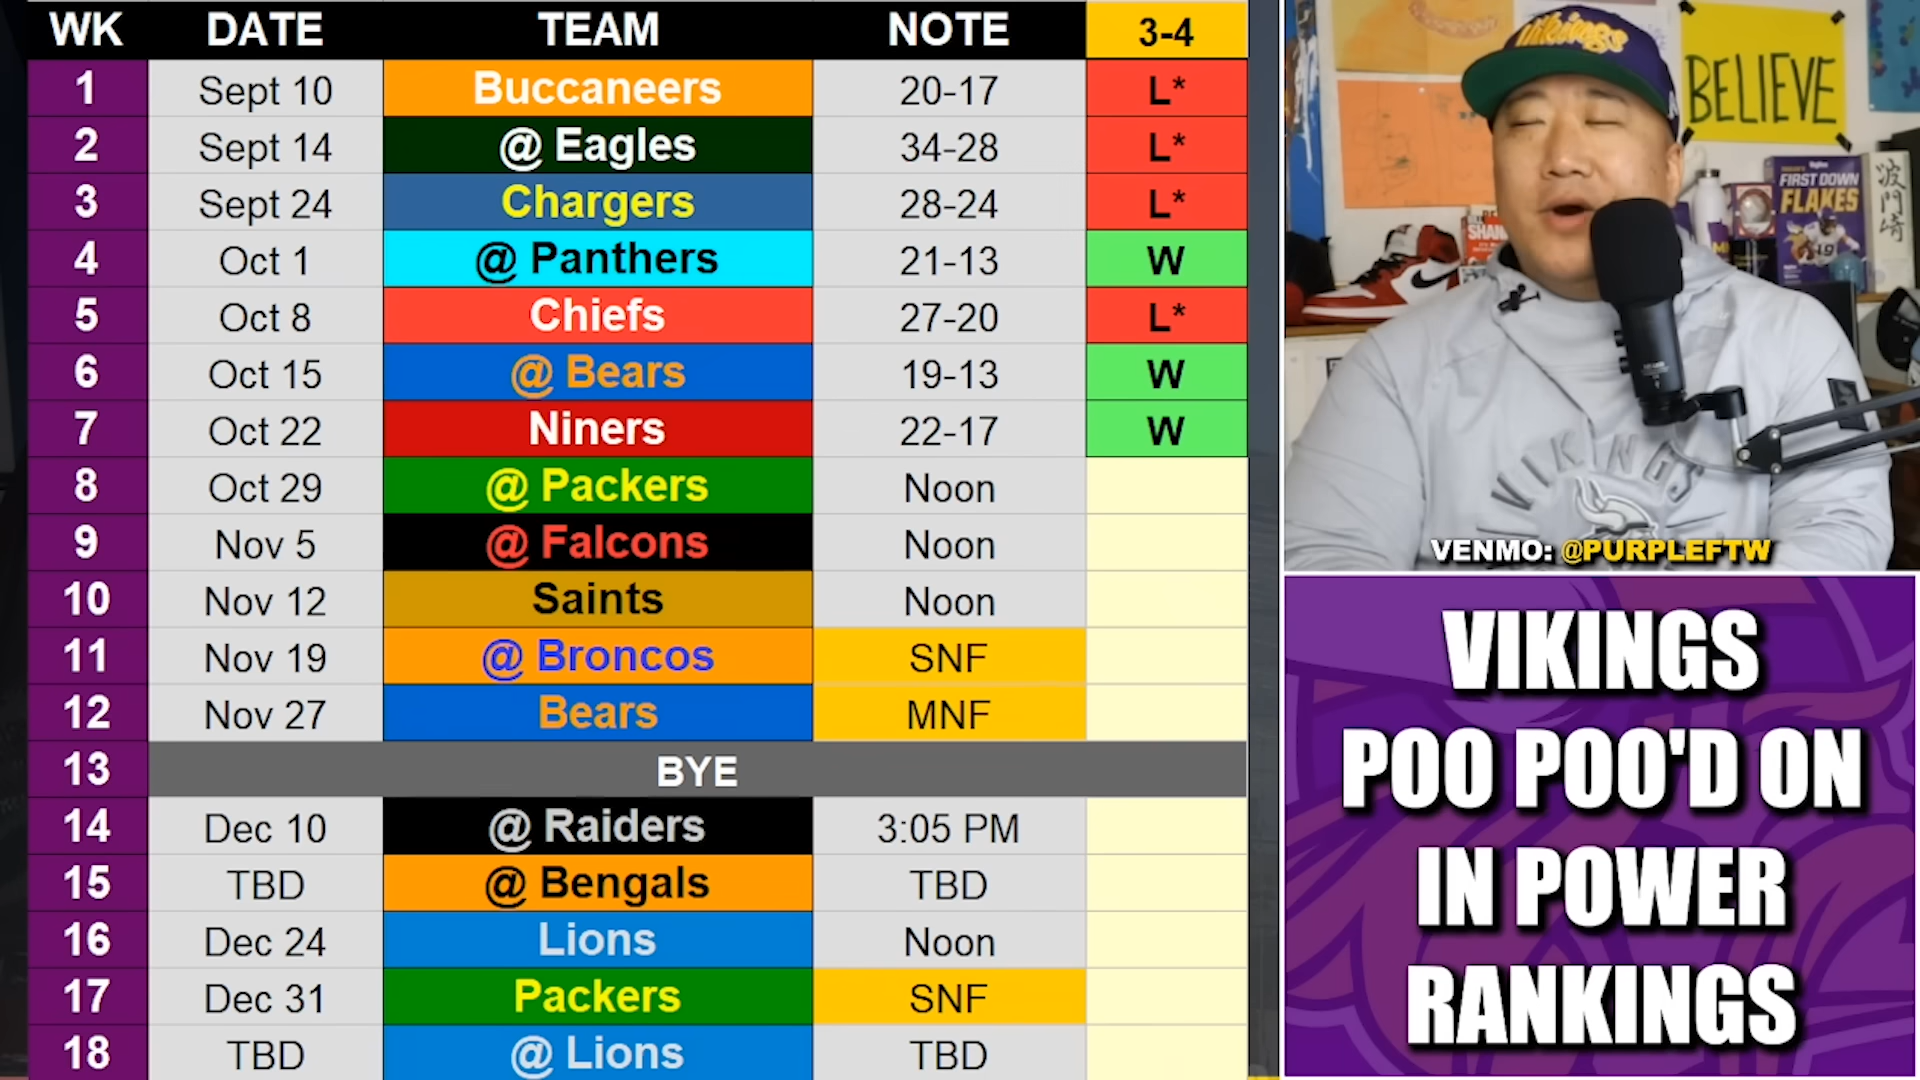 WK DATE TEAM NOTE 3-4
1 Sept 10 Buccaneers 20-17 L*
2 Sept 14 @ Eagles 34-28 L*
3 Sept 24 Chargers 28-24 L*
4 Oct 1 @ Panthers 21-13 W
5 Oct 8 Chiefs 27-20 L*
6 Oct 15 @ Bears 19-13 W
7 Oct 22 Niners 22-17 W
8 Oct 29 @ Packers Noon
9 Nov 5 @ Falcons Noon
10 Nov 12 Saints Noon
11 Nov 19 @ Broncos SNF
12 Nov 27 Bears MNF
13 BYE
14 Dec 10 @ Raiders 3:05 PM
15 TBD @ Bengals TBD
16 Dec 24 Lions Noon
17 Dec 31 Packers SNF
18 TBD @ Lions TBD
Vikings
BELIEVE
FIRST DOWN
FLAKES
VIKINGS
VENMO: @PURPLEFTW
VIKINGS
POO POO'D ON
IN POWER
RANKINGS